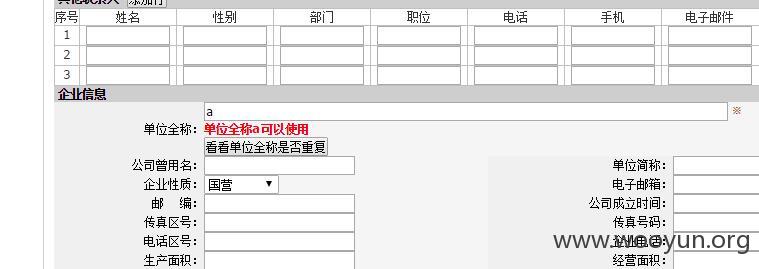 其他联系人 添加行
序号 姓名 性别 部门 职位 电话 手机 电子邮件
1
2
3
企业信息
a ※
单位全称： 单位全称a可以使用
看看单位全称是否重复
公司曾用名： 单位简称：
企业性质： 国营 电子邮箱：
邮 编： 公司成立时间：
传真区号： 传真号码：
电话区号： 企业电话：
www.wooyun.org
生产面积： 经营面积：